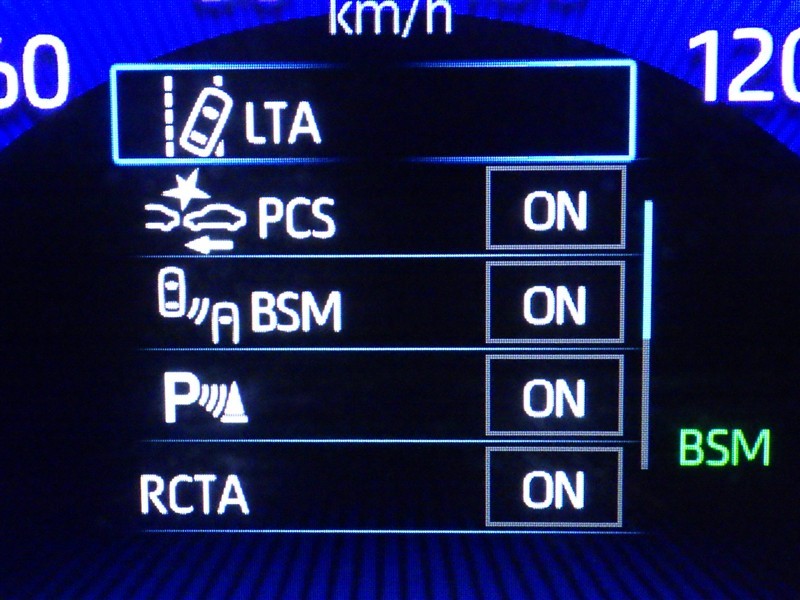 km/h
60
120
LTA
PCS ON
BSM ON
P ON
BSM
RCTA ON